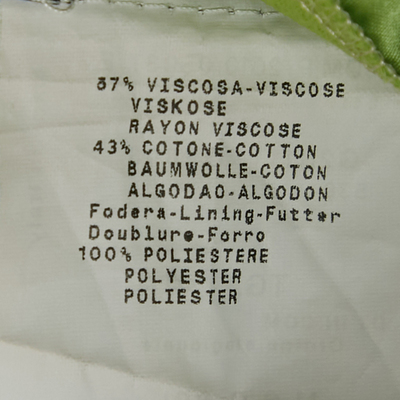 57% VISCOSA-VISCOSE
VISKOSE
RAYON VISCOSE
43% COTONE-COTTON
BAUMWOLLE-COTON
ALGODAO-ALGODON
Fodera-Lining-Futter
Doublure-Forro
100% POLIESTERE
POLYESTER
POLIESTER